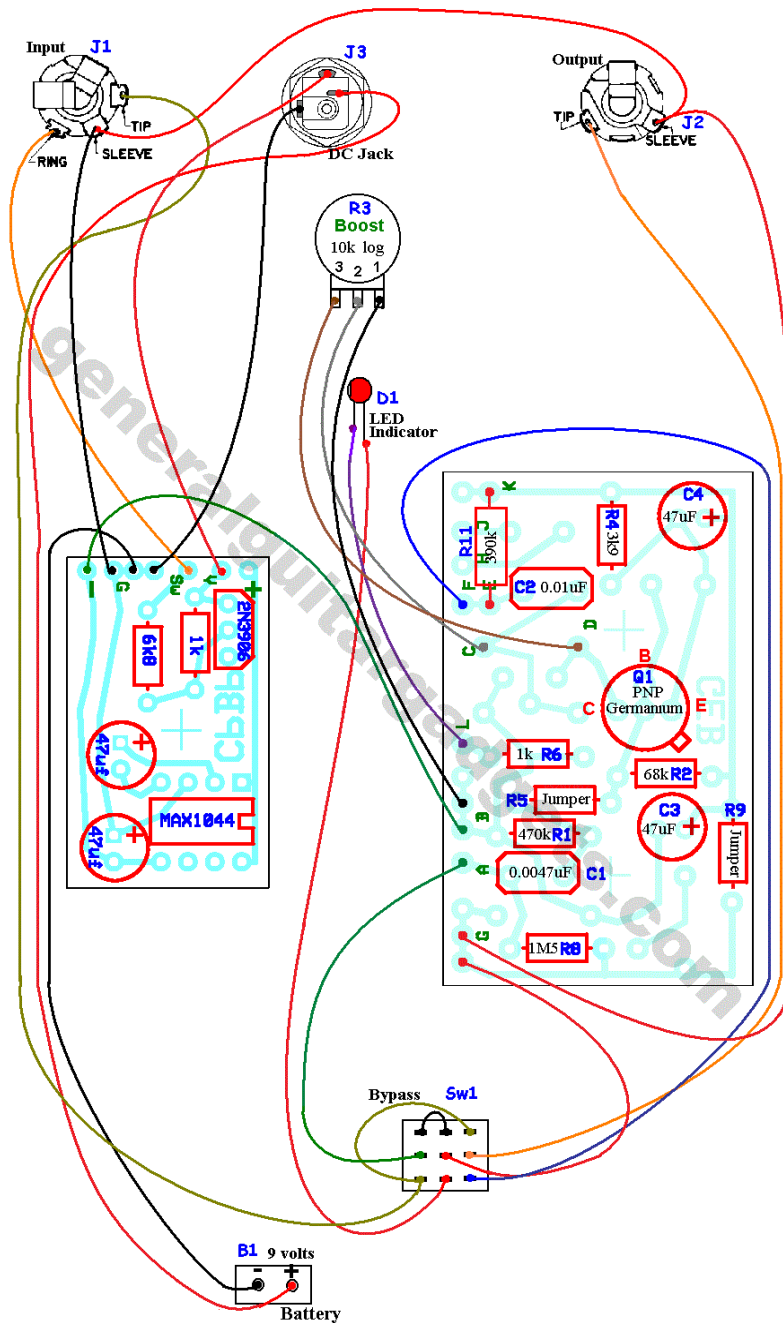 Input
J1
TIP
RING
SLEEVE
J3
DC Jack
Output
TIP
J2
SLEEVE
R3
Boost
10k log
3 2 1
D1
LED
Indicator
generalguitargadgets.com
-
G
Sw
V
+
6k8
1k
2N3906
CPBB
47uf
+
47uf
+
MAX1044
K
J
H
F
E
R11
390k
R4
3k9
C4
47uF
+
C2
0.01uF
C
D
B
Q1
PNP
Germanium
C
E
GFB
L
1k R6
68k R2
R5
Jumper
B
470k R1
C3
47uF
+
R9
Jumper
A
0.0047uF
C1
G
1M5 R8
Bypass
Sw1
B1
9 volts
- +
Battery